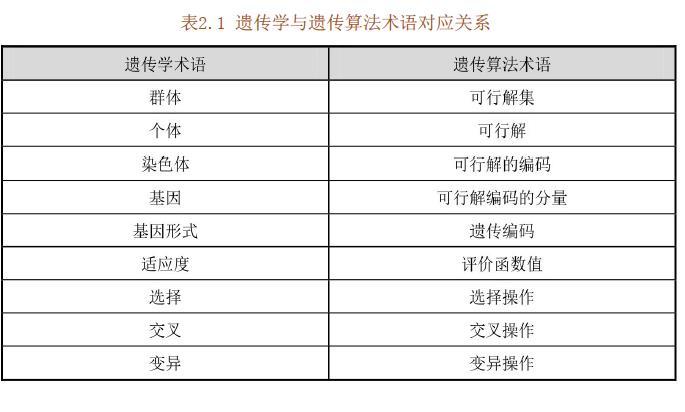 表2.1 遗传学与遗传算法术语对应关系
遗传学术语 遗传算法术语
群体 可行解集
个体 可行解
染色体 可行解的编码
基因 可行解编码的分量
基因形式 遗传编码
适应度 评价函数值
选择 选择操作
交叉 交叉操作
变异 变异操作